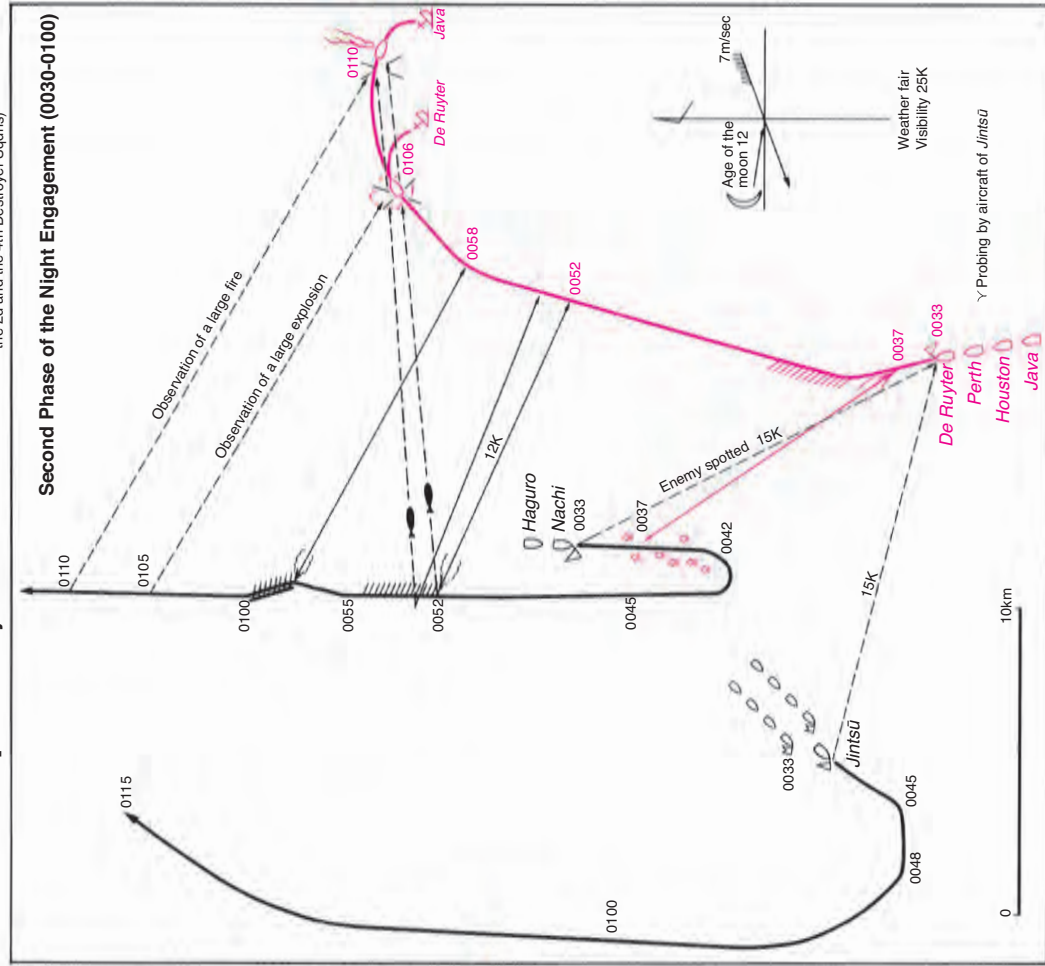 Second Phase of the Night Engagement (0030-0100)
Java
0110
De Ruyter
0106
0058
0052
0037
0033
De Ruyter
Perth
Houston
Java
Observation of a large fire
Observation of a large explosion
12K
Enemy spotted 15K
15K
Haguro
Nachi
0033
0037
0042
0110
0105
0100
0055
0052
0045
0115
0100
0048
0045
0033
Jintsū
7m/sec
Age of the
moon 12
Weather fair
Visibility 25K
Probing by aircraft of Jintsū
0
10km